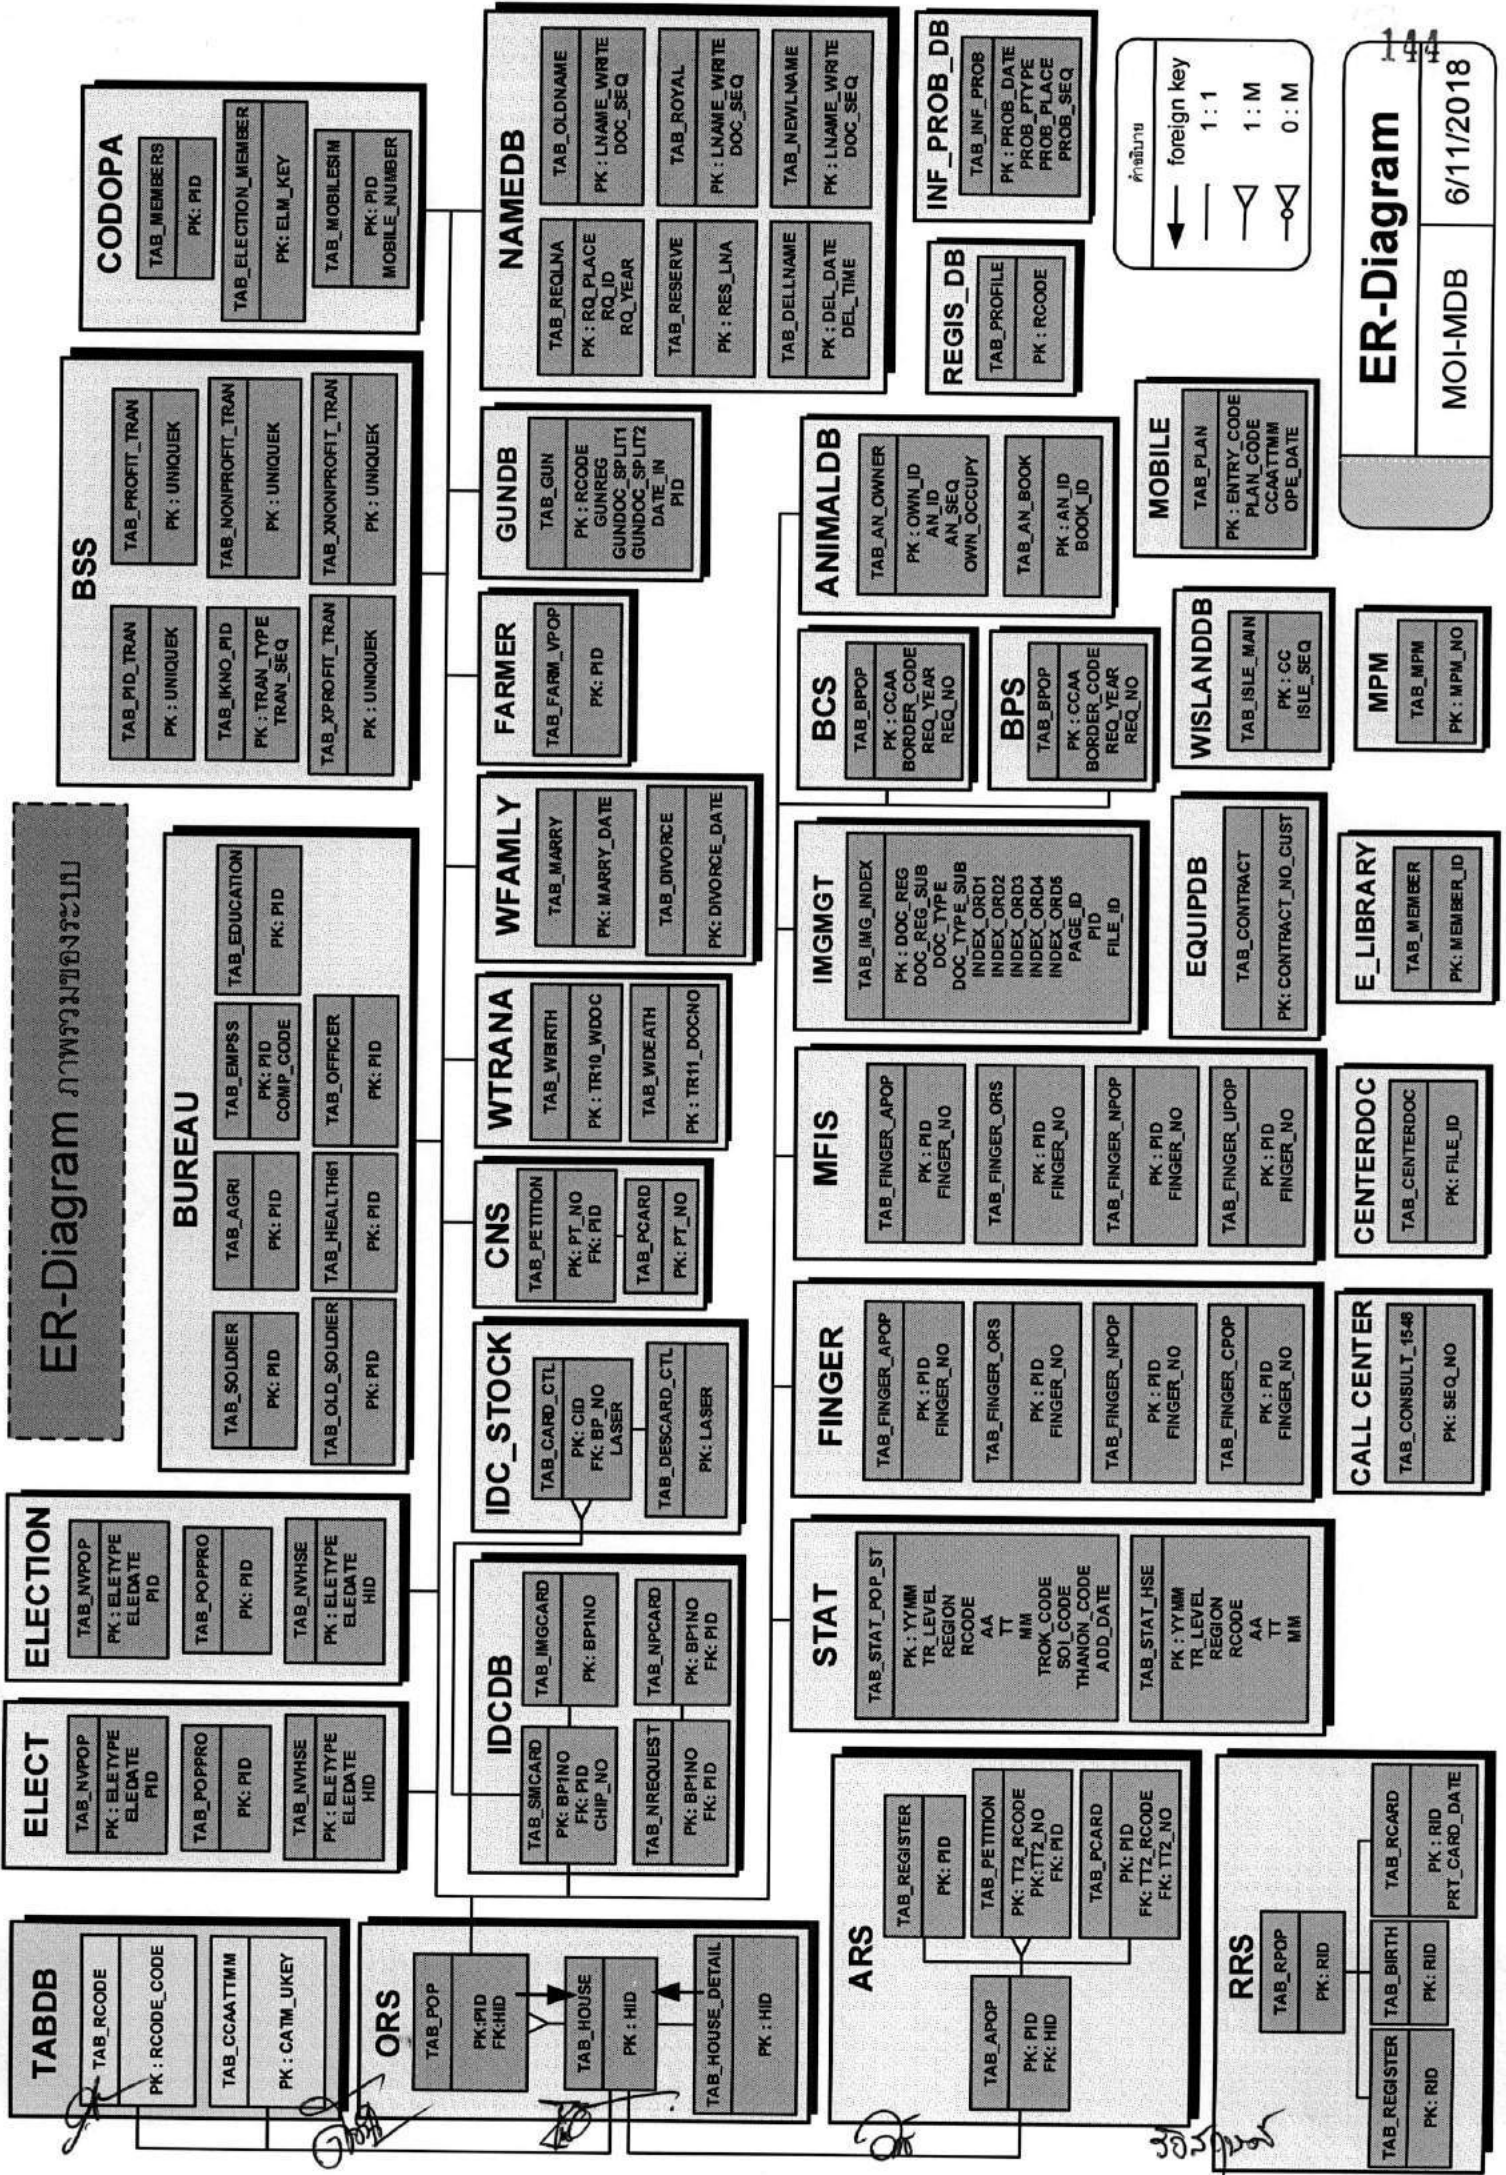 ER-Diagram ภาพรวมของระบบ
TABDB
TAB_RCODE
PK : RCODE_CODE
TAB_CCAATTMM
PK : CATM_UKEY
ELECT
TAB_NVPOP
PK : ELETYPE
ELEDATE
PID
TAB_POPPRO
PK: PID
TAB_NVHSE
PK : ELETYPE
ELEDATE
HID
ELECTION
TAB_NVPOP
PK : ELETYPE
ELEDATE
PID
TAB_POPPRO
PK: PID
TAB_NVHSE
PK : ELETYPE
ELEDATE
HID
BUREAU
TAB_SOLDIER
PK: PID
TAB_AGRI
PK: PID
TAB_EMPSS
PK: PID
COMP_CODE
TAB_EDUCATION
PK: PID
TAB_OLD_SOLDIER
PK: PID
TAB_HEALTH61
PK: PID
TAB_OFFICER
PK: PID
BSS
TAB_PID_TRAN
PK : UNIQUEK
TAB_PROFIT_TRAN
PK : UNIQUEK
TAB_IKNO_PID
PK : TRAN_TYPE
TRAN_SEQ
TAB_NONPROFIT_TRAN
PK : UNIQUEK
TAB_XPROFIT_TRAN
PK : UNIQUEK
TAB_XNONPROFIT_TRAN
PK : UNIQUEK
CODOPA
TAB_MEMBERS
PK: PID
TAB_ELECTION_MEMBER
PK: ELM_KEY
TAB_MOBILESIM
PK: PID
MOBILE_NUMBER
ORS
TAB_POP
PK:PID
FK:HID
TAB_HOUSE
PK : HID
TAB_HOUSE_DETAIL
PK : HID
IDCDB
TAB_SMCARD
PK: BP1NO
FK: PID
CHIP_NO
TAB_IMGCARD
PK: BP1NO
TAB_NREQUEST
PK: BP1NO
FK: PID
TAB_NPCARD
PK: BP1NO
FK: PID
IDC_STOCK
TAB_CARD_CTL
PK: CID
FK: BP_NO
LASER
TAB_DESCARD_CTL
PK: LASER
CNS
TAB_PETITION
PK: PT_NO
FK: PID
TAB_PCARD
PK: PT_NO
WTRANA
TAB_WBIRTH
PK : TR10_WDOC
TAB_WDEATH
PK : TR11_DOCNO
WFAMLY
TAB_MARRY
PK: MARRY_DATE
TAB_DIVORCE
PK: DIVORCE_DATE
FARMER
TAB_FARM_VPOP
PK: PID
GUNDB
TAB_GUN
PK : RCODE
GUNREG
GUNDOC_SPLIT1
GUNDOC_SPLIT2
DATE_IN
PID
NAMEDB
TAB_REQLNA
PK : RQ_PLACE
RQ_ID
RQ_YEAR
TAB_OLDNAME
PK : LNAME_WRITE
DOC_SEQ
TAB_RESERVE
PK : RES_LNA
TAB_ROYAL
PK : LNAME_WRITE
DOC_SEQ
TAB_DELLNAME
PK : DEL_DATE
DEL_TIME
TAB_NEWLNAME
PK : LNAME_WRITE
DOC_SEQ
ARS
TAB_APOP
PK: PID
FK: HID
TAB_REGISTER
PK: PID
TAB_PETITION
PK: TT2_RCODE
PK:TT2_NO
FK: PID
TAB_PCARD
PK: PID
FK: TT2_RCODE
FK: TT2_NO
STAT
TAB_STAT_POP_ST
PK : YYMM
TR_LEVEL
REGION
RCODE
AA
TT
MM
TROK_CODE
SOI_CODE
THANON_CODE
ADD_DATE
TAB_STAT_HSE
PK : YYMM
TR_LEVEL
REGION
RCODE
AA
TT
MM
FINGER
TAB_FINGER_APOP
PK : PID
FINGER_NO
TAB_FINGER_ORS
PK : PID
FINGER_NO
TAB_FINGER_NPOP
PK : PID
FINGER_NO
TAB_FINGER_CPOP
PK : PID
FINGER_NO
MFIS
TAB_FINGER_APOP
PK : PID
FINGER_NO
TAB_FINGER_ORS
PK : PID
FINGER_NO
TAB_FINGER_NPOP
PK : PID
FINGER_NO
TAB_FINGER_UPOP
PK : PID
FINGER_NO
IMGMGT
TAB_IMG_INDEX
PK : DOC_REG
DOC_REG_SUB
DOC_TYPE
DOC_TYPE_SUB
INDEX_ORD1
INDEX_ORD2
INDEX_ORD3
INDEX_ORD4
INDEX_ORD5
PAGE_ID
PID
FILE_ID
BCS
TAB_BPOP
PK : CCAA
BORDER_CODE
REQ_YEAR
REQ_NO
BPS
TAB_BPOP
PK : CCAA
BORDER_CODE
REQ_YEAR
REQ_NO
ANIMALDB
TAB_AN_OWNER
PK : OWN_ID
AN_ID
AN_SEQ
OWN_OCCUPY
TAB_AN_BOOK
PK : AN_ID
BOOK_ID
REGIS_DB
TAB_PROFILE
PK : RCODE
INF_PROB_DB
TAB_INF_PROB
PK : PROB_DATE
PROB_PTYPE
PROB_PLACE
PROB_SEQ
RRS
TAB_RPOP
PK: RID
TAB_REGISTER
PK: RID
TAB_BIRTH
PK: RID
TAB_RCARD
PK : RID
PRT_CARD_DATE
CALL CENTER
TAB_CONSULT_1548
PK: SEQ_NO
CENTERDOC
TAB_CENTERDOC
PK: FILE_ID
EQUIPDB
TAB_CONTRACT
PK: CONTRACT_NO_CUST
E_LIBRARY
TAB_MEMBER
PK: MEMBER_ID
WISLANDDB
TAB_ISLE_MAIN
PK : CC
ISLE_SEQ
MPM
TAB_MPM
PK : MPM_NO
MOBILE
TAB_PLAN
PK : ENTRY_CODE
PLAN_CODE
CCAATTMM
OPE_DATE
คำอธิบาย
foreign key
1 : 1
1 : M
0 : M
ER-Diagram
MOI-MDB
6/11/2018
144